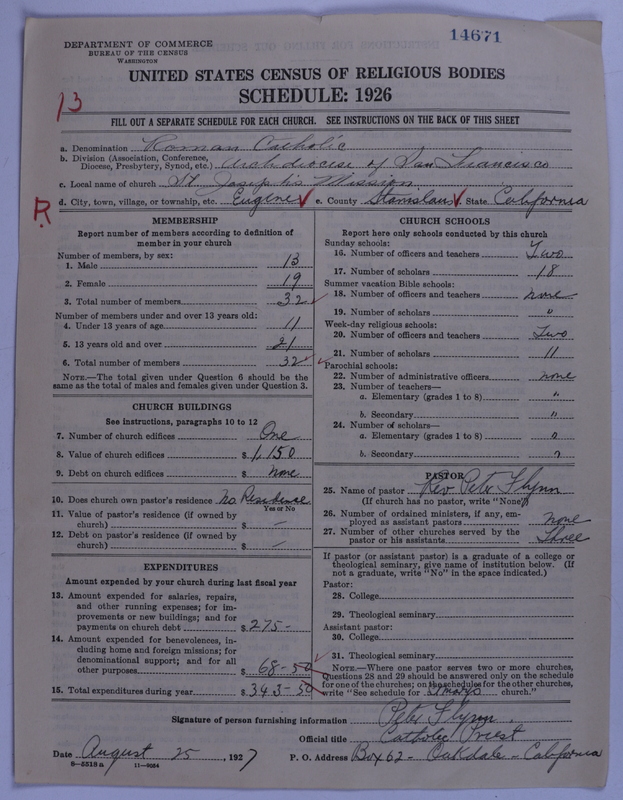 14671
DEPARTMENT OF COMMERCE
BUREAU OF THE CENSUS
WASHINGTON
UNITED STATES CENSUS OF RELIGIOUS BODIES
SCHEDULE: 1926
13
FILL OUT A SEPARATE SCHEDULE FOR EACH CHURCH. SEE INSTRUCTIONS ON THE BACK OF THIS SHEET
a. Denomination Roman Catholic
b. Division (Association, Conference, Diocese, Presbytery, Synod, etc.) Archdiocese of San Francisco
c. Local name of church St. Joseph's Mission
R
d. City, town, village, or township, etc. Eugene e. County Stanislaus State California
MEMBERSHIP
Report number of members according to definition of
member in your church
Number of members, by sex:
1. Male 13
2. Female 19
3. Total number of members 32
Number of members under and over 13 years old:
4. Under 13 years of age 11
5. 13 years old and over 21
6. Total number of members 32
NOTE.—The total given under Question 6 should be the
same as the total of males and females given under Question 3.
CHURCH BUILDINGS
See instructions, paragraphs 10 to 12
7. Number of church edifices One
8. Value of church edifices $1,150
9. Debt on church edifices $ None
10. Does church own pastor's residence No Residence
Yes or No
11. Value of pastor's residence (if owned by
church) $ —
12. Debt on pastor's residence (if owned by
church) $ —
EXPENDITURES
Amount expended by your church during last fiscal year
13. Amount expended for salaries, repairs,
and other running expenses; for im-
provements or new buildings; and for
payments on church debt $275-
14. Amount expended for benevolences, in-
cluding home and foreign missions; for
denominational support; and for all
other purposes $ 68-50
15. Total expenditures during year $343-50
CHURCH SCHOOLS
Report here only schools conducted by this church
Sunday schools:
16. Number of officers and teachers Two
17. Number of scholars 18
Summer vacation Bible schools:
18. Number of officers and teachers none
19. Number of scholars "
Week-day religious schools:
20. Number of officers and teachers Two
21. Number of scholars 11
Parochial schools:
22. Number of administrative officers none
23. Number of teachers—
a. Elementary (grades 1 to 8) "
b. Secondary "
24. Number of scholars—
a. Elementary (grades 1 to 8)
b. Secondary
PASTOR
25. Name of pastor Rev Peter Flynn
(If church has no pastor, write "None")
26. Number of ordained ministers, if any, em-
ployed as assistant pastors none
27. Number of other churches served by the
pastor or his assistants Three
If pastor (or assistant pastor) is a graduate of a college or
theological seminary, give name of institution below. (If
not a graduate, write "No" in the space indicated.)
Pastor:
28. College
29. Theological seminary
Assistant pastor:
30. College
31. Theological seminary
NOTE.—Where one pastor serves two or more churches,
Questions 28 and 29 should be answered only on the schedule
for one of the churches; on the schedules for the other churches,
write "See schedule for St Marys church."
Signature of person furnishing information Peter Flynn.
Official title Catholic Priest
Date August 25, 1927 P. O. Address Box 62 - Oakdale - California
8—5518a 11—9054